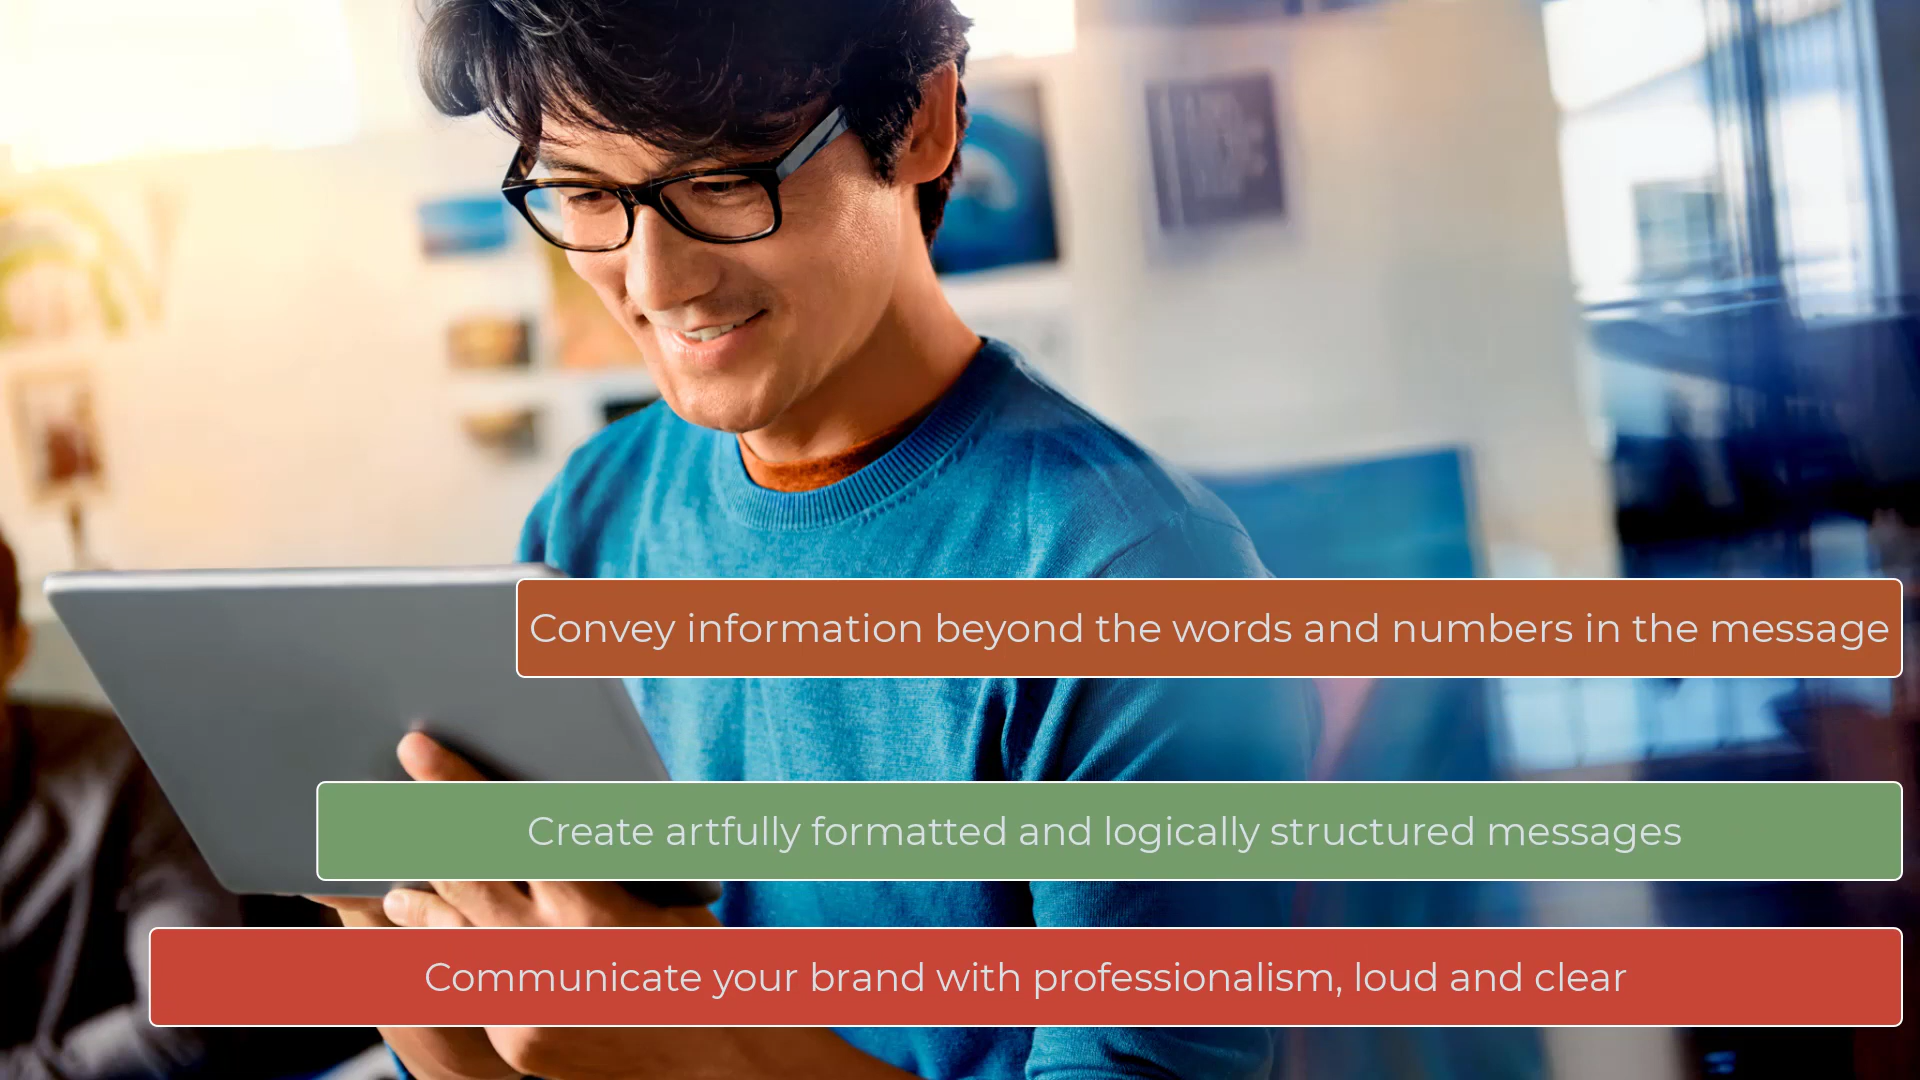 Convey information beyond the words and numbers in the message
Create artfully formatted and logically structured messages
Communicate your brand with professionalism, loud and clear